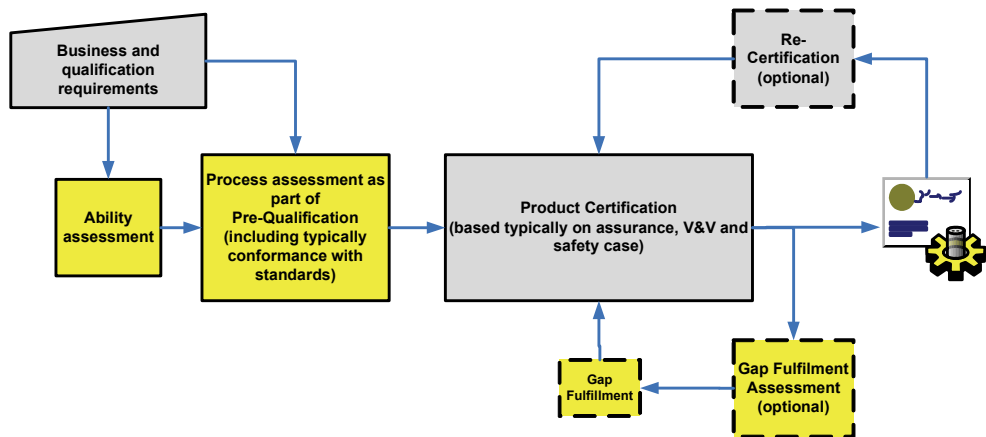 Business and
qualification
requirements
Re-
Certification
(optional)
Ability
assessment
Process assessment as
part of
Pre-Qualification
(including typically
conformance with
standards)
Product Certification
(based typically on assurance, V&V and
safety case)
Gap
Fulfillment
Gap Fulfilment
Assessment
(optional)